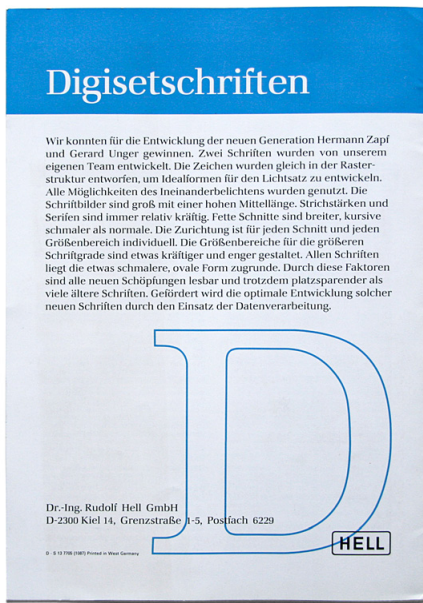 Digisetschriften
Wir konnten für die Entwicklung der neuen Generation Hermann Zapf
und Gerard Unger gewinnen. Zwei Schriften wurden von unserem
eigenen Team entwickelt. Die Zeichen wurden gleich in der Raster-
struktur entworfen, um Idealformen für den Lichtsatz zu entwickeln.
Alle Möglichkeiten des Ineinanderbelichtens wurden genutzt. Die
Schriftbilder sind groß mit einer hohen Mittellänge. Strichstärken und
Serifen sind immer relativ kräftig. Fette Schnitte sind breiter, kursive
schmaler als normale. Die Zurichtung ist für jeden Schnitt und jeden
Größenbereich individuell. Die Größenbereiche für die größeren
Schriftgrade sind etwas kräftiger und enger gestaltet. Allen Schriften
liegt die etwas schmalere, ovale Form zugrunde. Durch diese Faktoren
sind alle neuen Schöpfungen lesbar und trotzdem platzsparender als
viele ältere Schriften. Gefördert wird die optimale Entwicklung solcher
neuen Schriften durch den Einsatz der Datenverarbeitung.
D
Dr.-Ing. Rudolf Hell GmbH
D-2300 Kiel 14, Grenzstraße 1-5, Postfach 6229
HELL
(1987) Printed in West Germany